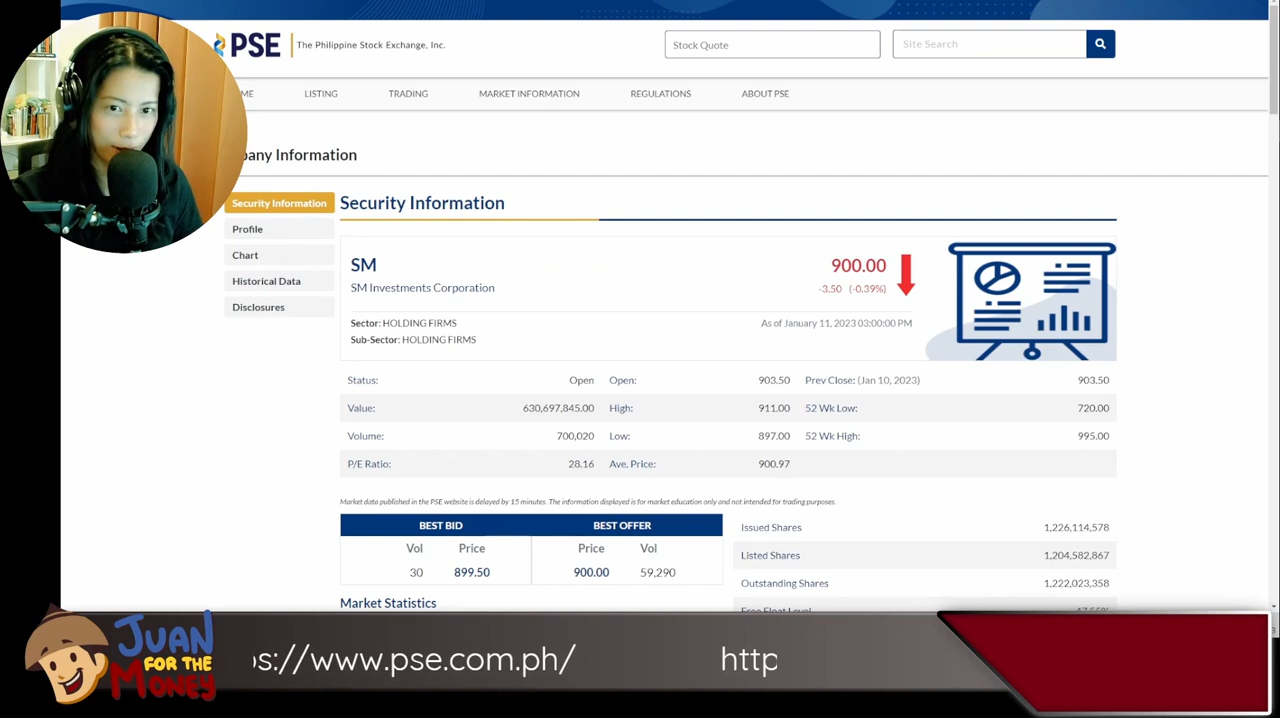 PSE The Philippine Stock Exchange, Inc. Stock Quote Site Search
ME LISTING TRADING MARKET INFORMATION REGULATIONS ABOUT PSE
pany Information
Security Information
Profile
Chart
Historical Data
Disclosures
Security Information
SM 900.00
SM Investments Corporation -3.50 (-0.39%)
Sector: HOLDING FIRMS As of January 11, 2023 03:00:00 PM
Sub-Sector: HOLDING FIRMS
Status: Open Open: 903.50 Prev Close: (Jan 10, 2023) 903.50
Value: 630,697,845.00 High: 911.00 52 Wk Low: 720.00
Volume: 700,020 Low: 897.00 52 Wk High: 995.00
P/E Ratio: 28.16 Ave. Price: 900.97
Market data published in the PSE website is delayed by 15 minutes. The information displayed is for market education only and not intended for trading purposes.
BEST BID BEST OFFER
Vol Price Price Vol
30 899.50 900.00 59,290
Issued Shares 1,226,114,578
Listed Shares 1,204,582,867
Outstanding Shares 1,222,023,358
Market Statistics
JUAN
FOR THE
MONEY
ps://www.pse.com.ph/ http